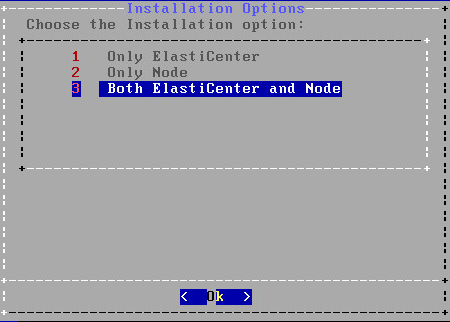 Installation Options
Choose the Installation option:
1 Only ElastiCenter
2 Only Node
3 Both ElastiCenter and Node
< Ok >